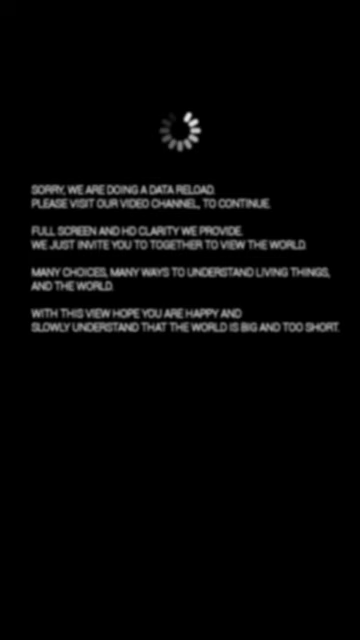 SORRY, WE ARE DOING A DATA RELOAD.
PLEASE VISIT OUR VIDEO CHANNEL, TO CONTINUE.
FULL SCREEN AND HD CLARITY WE PROVIDE.
WE JUST INVITE YOU TO TOGETHER TO VIEW THE WORLD.
MANY CHOICES, MANY WAYS TO UNDERSTAND LIVING THINGS,
AND THE WORLD.
WITH THIS VIEW HOPE YOU ARE HAPPY AND
SLOWLY UNDERSTAND THAT THE WORLD IS BIG AND TOO SHORT.